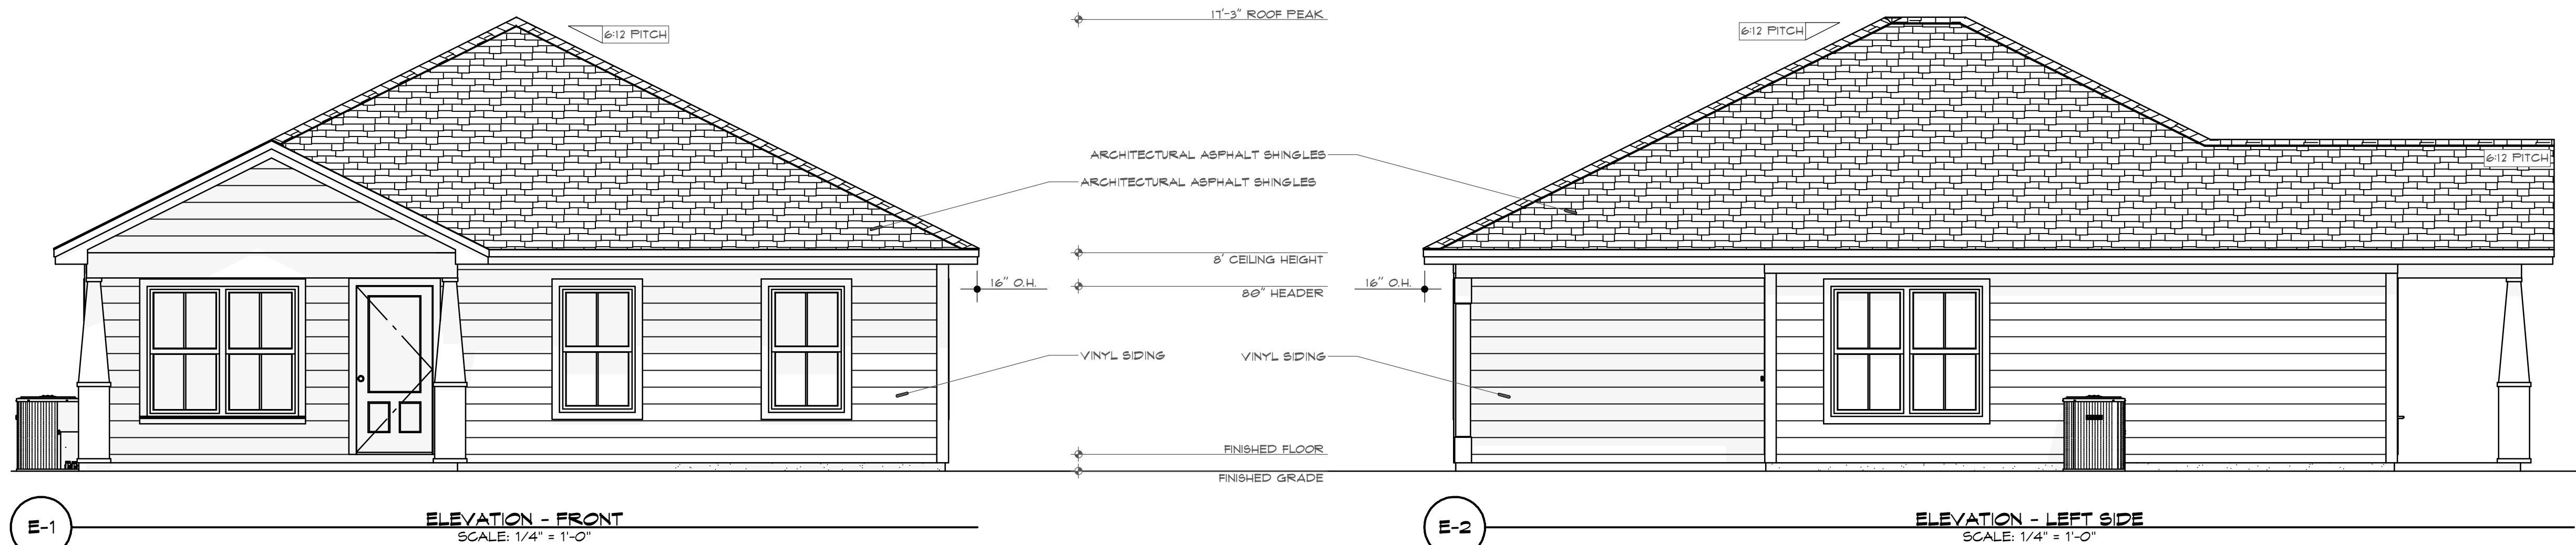 6:12 PITCH
17'-3" ROOF PEAK
6:12 PITCH
ARCHITECTURAL ASPHALT SHINGLES
6:12 PITCH
ARCHITECTURAL ASPHALT SHINGLES
8' CEILING HEIGHT
16" O.H.
80" HEADER
16" O.H.
VINYL SIDING
VINYL SIDING
FINISHED FLOOR
FINISHED GRADE
E-1
ELEVATION - FRONT
SCALE: 1/4" = 1'-0"
E-2
ELEVATION - LEFT SIDE
SCALE: 1/4" = 1'-0"